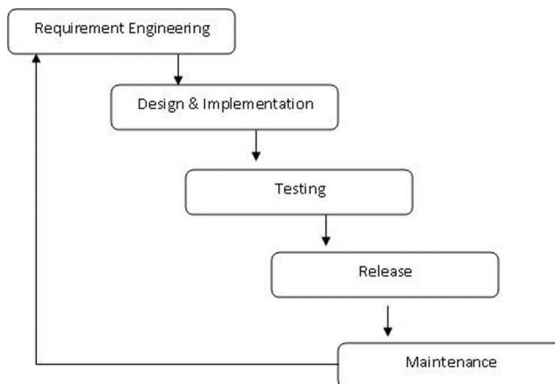 Requirement Engineering
Design & Implementation
Testing
Release
Maintenance